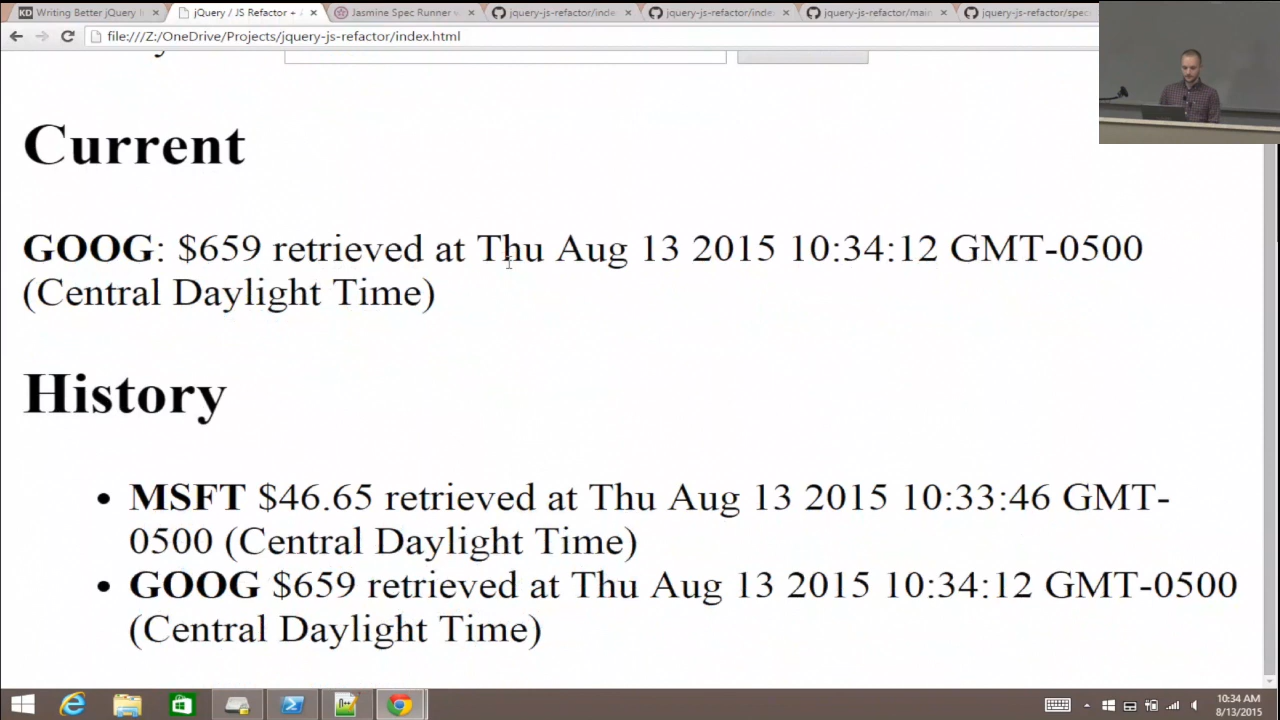 Writing Better jQuery
jQuery / JS Refactor +
Jasmine Spec Runner
jquery-js-refactor/inde
jquery-js-refactor/inde
jquery-js-refactor/mai
jquery-js-refactor/spe
file:///Z:/OneDrive/Projects/jquery-js-refactor/index.html
Current
GOOG: $659 retrieved at Thu Aug 13 2015 10:34:12 GMT-0500
(Central Daylight Time)
History
• MSFT $46.65 retrieved at Thu Aug 13 2015 10:33:46 GMT-
0500 (Central Daylight Time)
• GOOG $659 retrieved at Thu Aug 13 2015 10:34:12 GMT-0500
(Central Daylight Time)
10:34 AM
8/13/2015